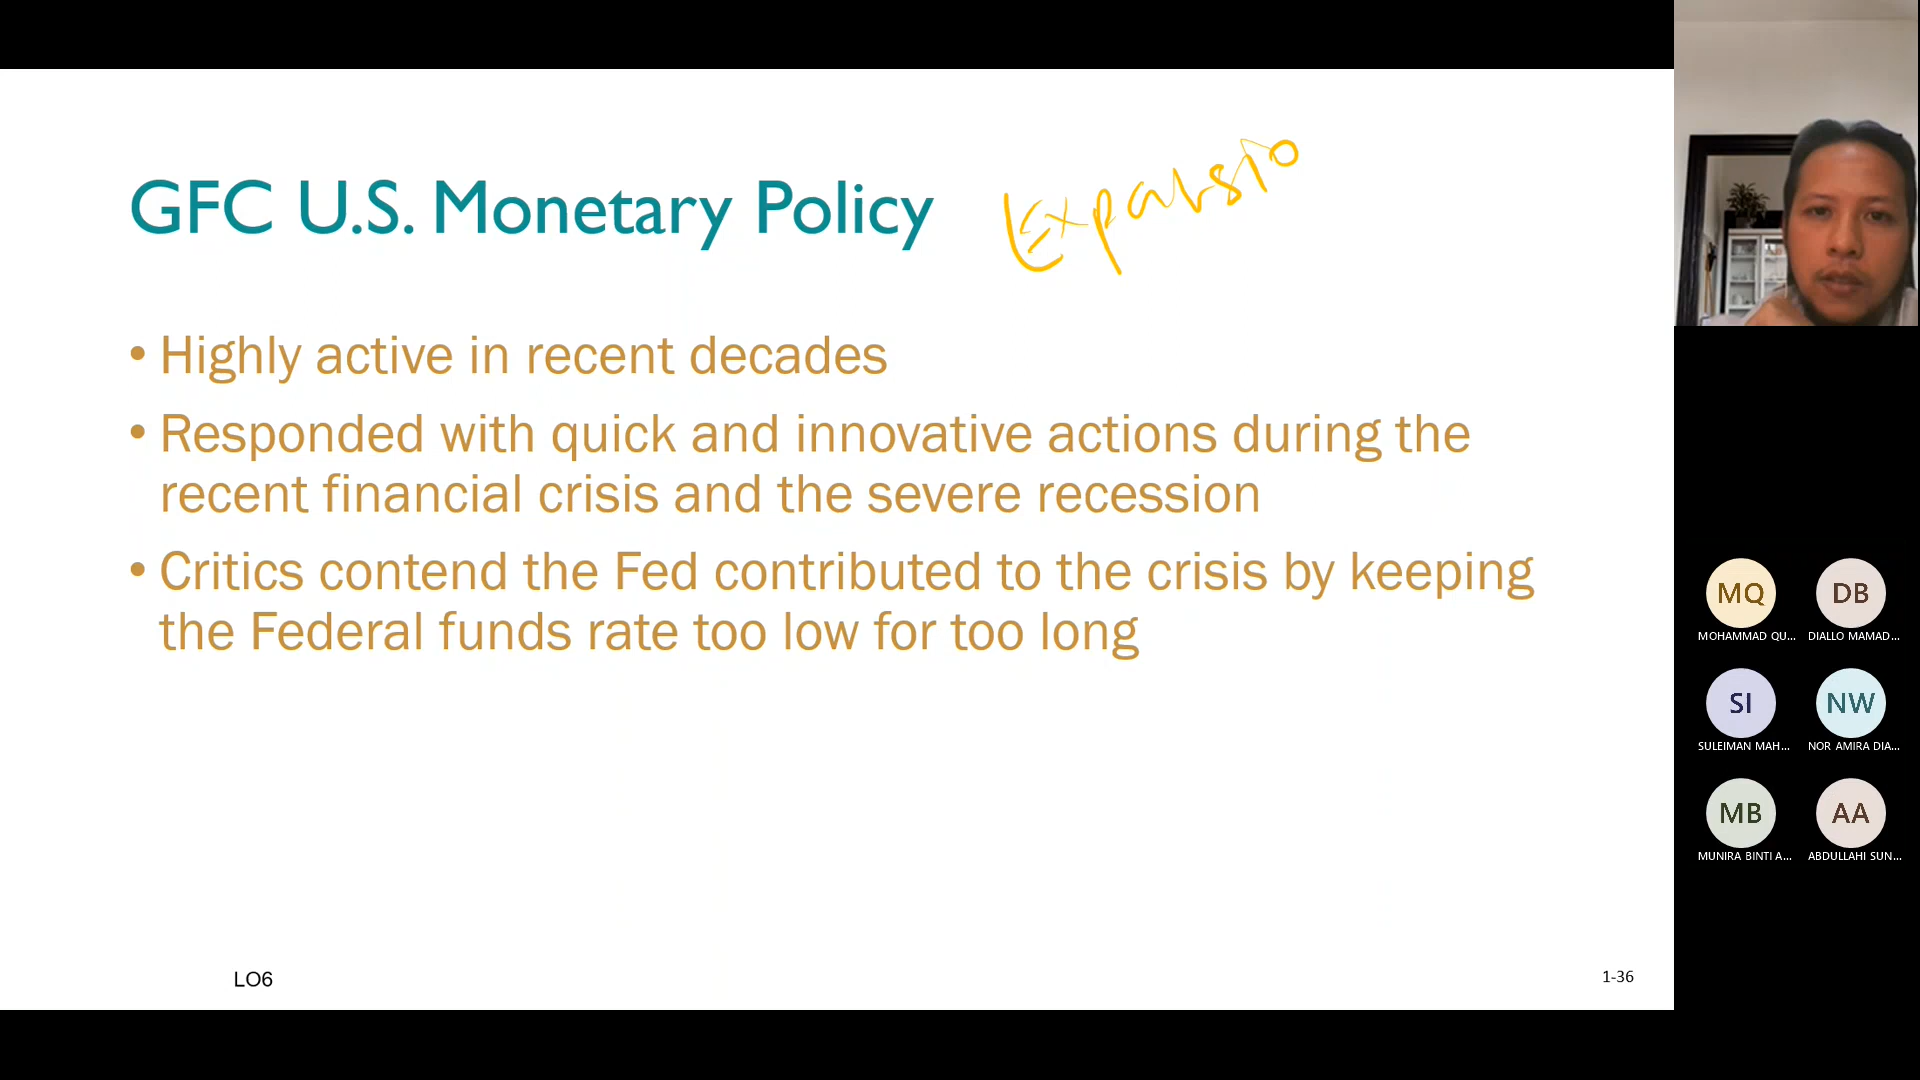 GFC U.S. Monetary Policy
Expansio
• Highly active in recent decades
• Responded with quick and innovative actions during the
recent financial crisis and the severe recession
• Critics contend the Fed contributed to the crisis by keeping
the Federal funds rate too low for too long
LO6
1-36
MQ
MOHAMMAD QU...
DB
DIALLO MAMAD...
SI
SULEIMAN MAH...
NW
NOR AMIRA DIA...
MB
MUNIRA BINTI A...
AA
ABDULLAHI SUN...